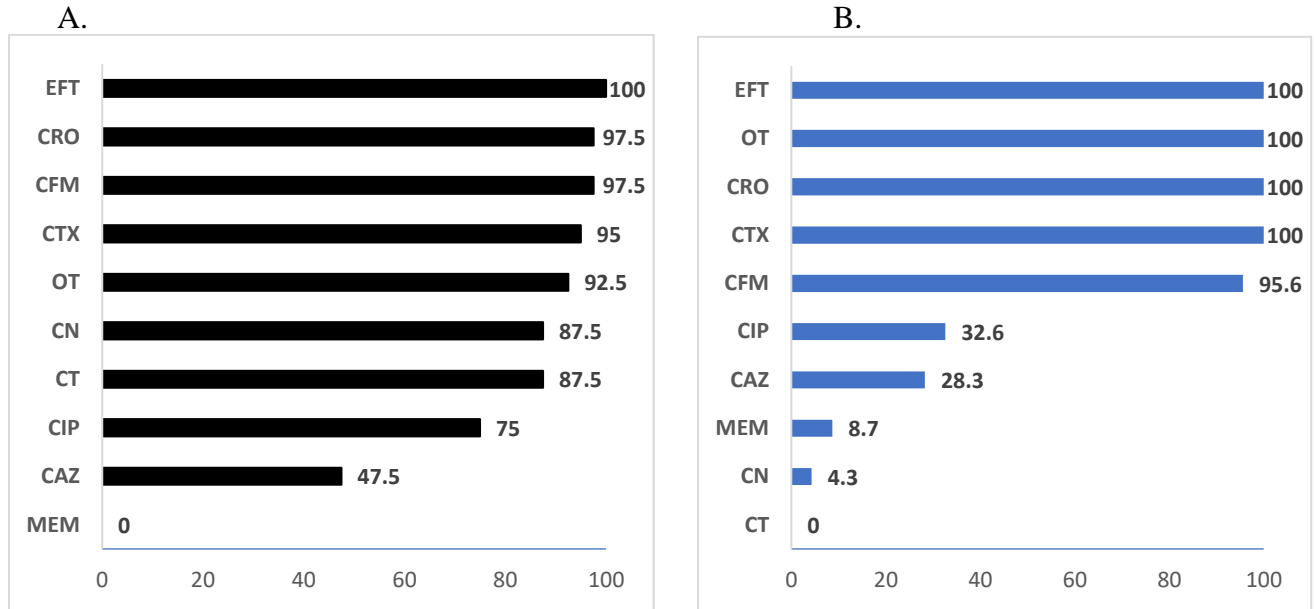 A.
EFT 100
CRO 97.5
CFM 97.5
CTX 95
OT 92.5
CN 87.5
CT 87.5
CIP 75
CAZ 47.5
MEM 0
0 20 40 60 80 100
B.
EFT 100
OT 100
CRO 100
CTX 100
CFM 95.6
CIP 32.6
CAZ 28.3
MEM 8.7
CN 4.3
CT 0
0 20 40 60 80 100